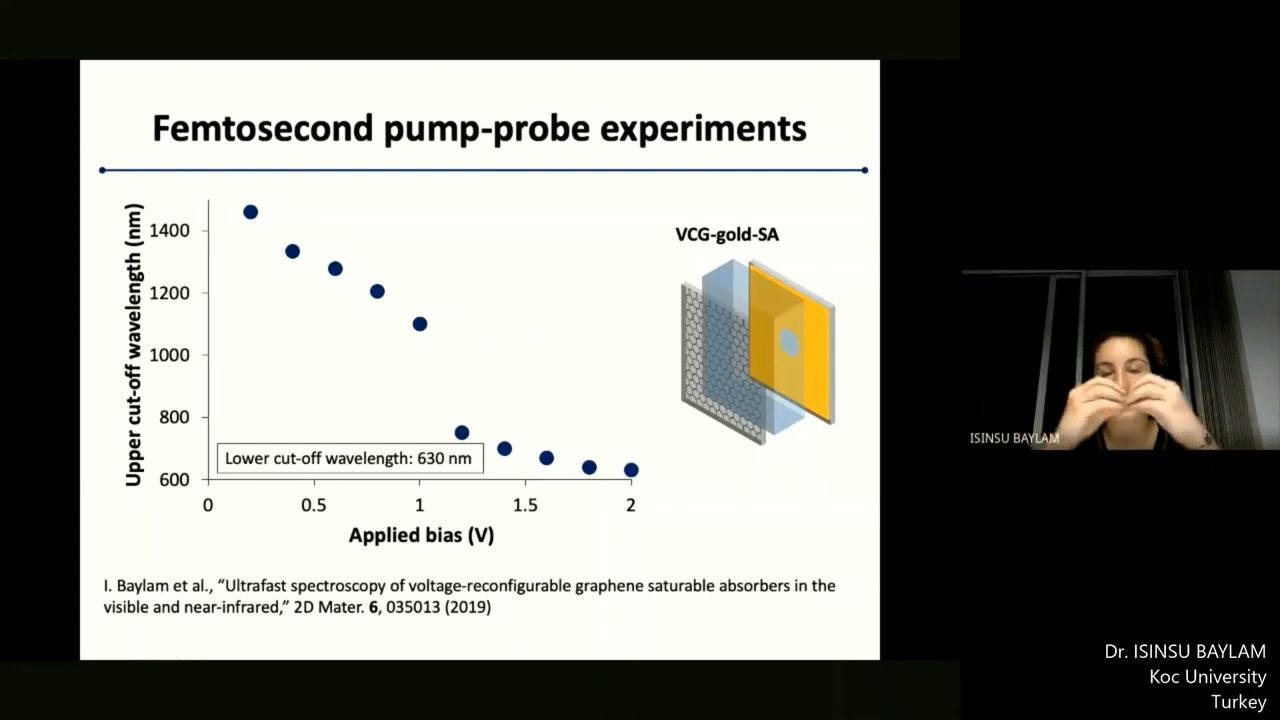 Femtosecond pump-probe experiments
Upper cut-off wavelength (nm)
1400
1200
1000
800
600
Lower cut-off wavelength: 630 nm
0 0.5 1 1.5 2
Applied bias (V)
VCG-gold-SA
I. Baylam et al., “Ultrafast spectroscopy of voltage-reconfigurable graphene saturable absorbers in the
visible and near-infrared,” 2D Mater. 6, 035013 (2019)
ISINSU BAYLAM
Dr. ISINSU BAYLAM
Koc University
Turkey